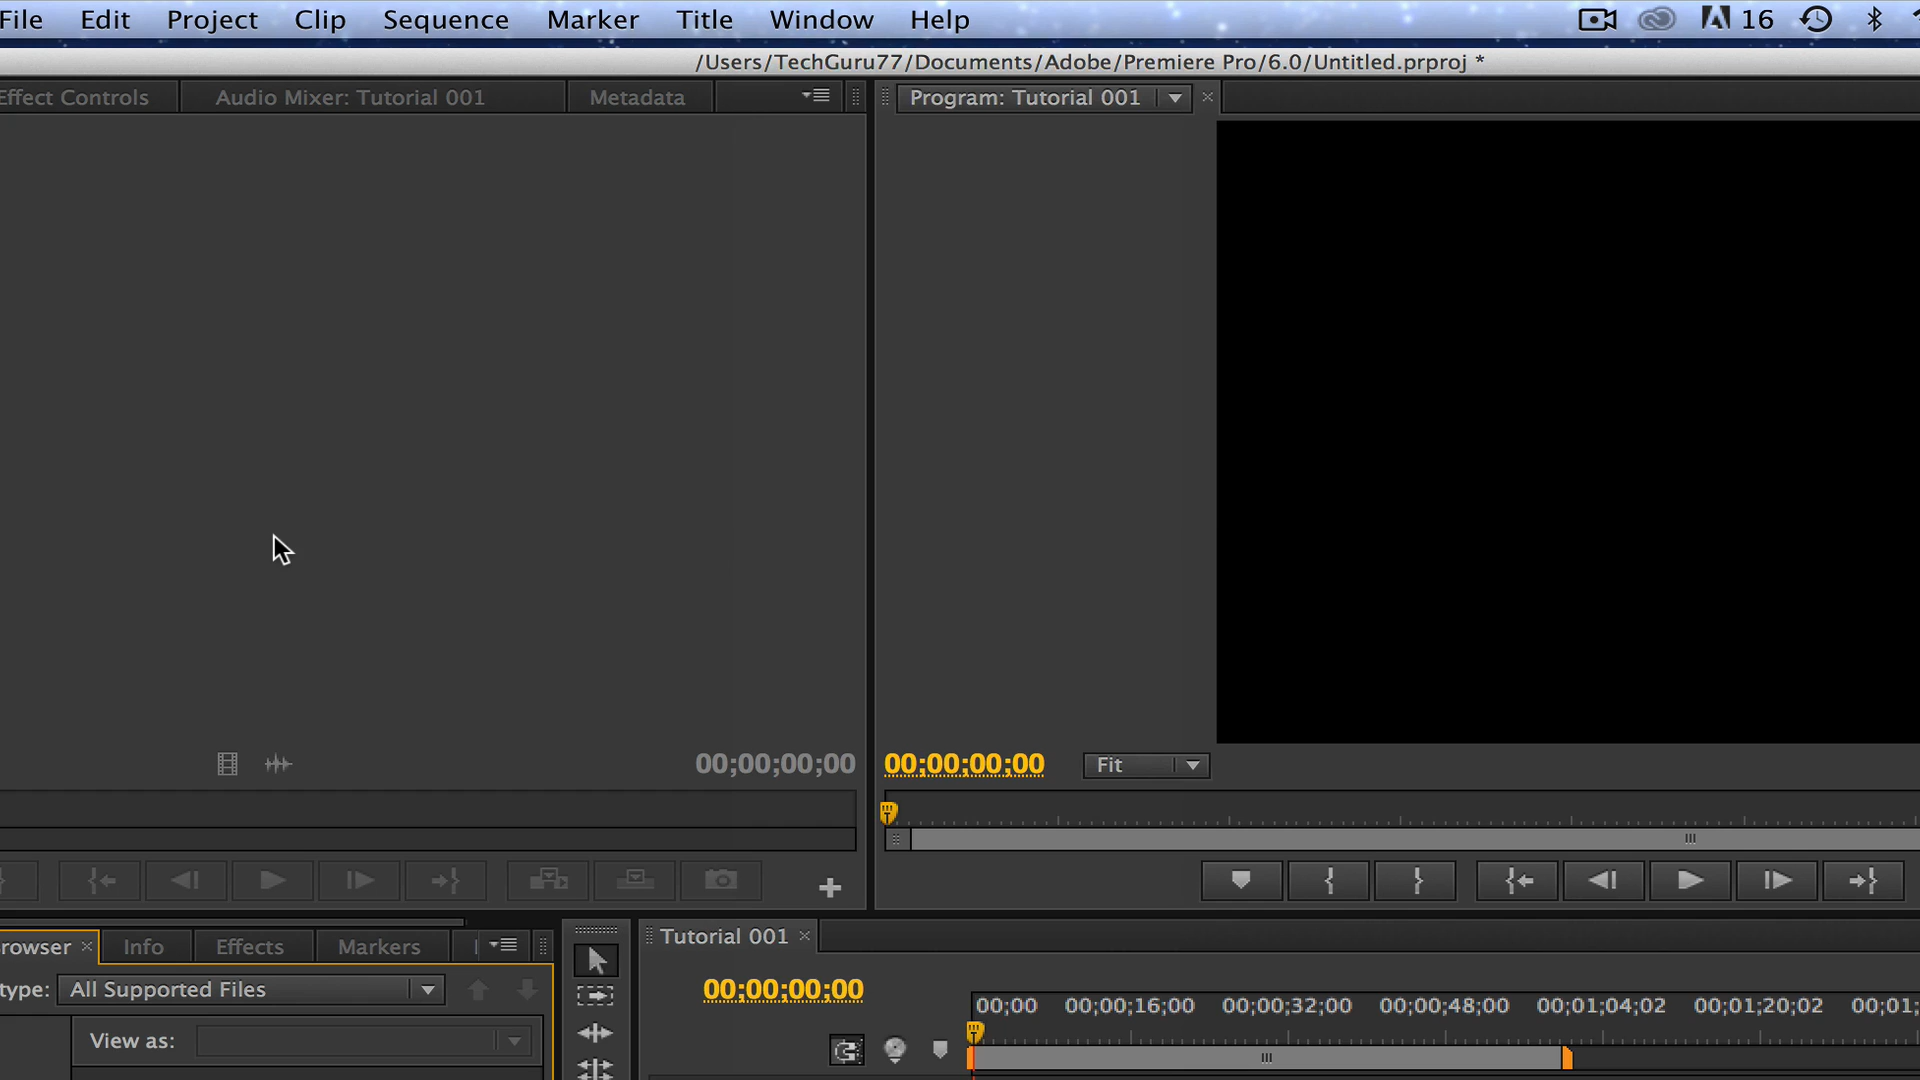 File Edit Project Clip Sequence Marker Title Window Help 16
/Users/TechGuru77/Documents/Adobe/Premiere Pro/6.0/Untitled.prproj *
Effect Controls Audio Mixer: Tutorial 001 Metadata Program: Tutorial 001
00;00;00;00 00;00;00;00 Fit
rowser Info Effects Markers Tutorial 001
type: All Supported Files 00;00;00;00
00;00 00;00;16;00 00;00;32;00 00;00;48;00 00;01;04;02 00;01;20;02 00;01;
View as: